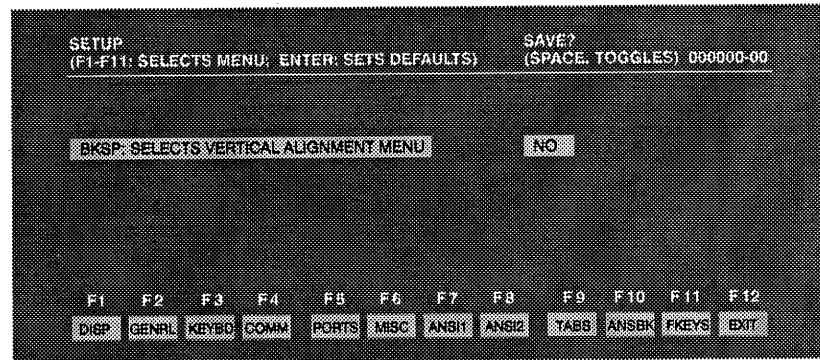 SETUP SAVE?
(F1-F11: SELECTS MENU; ENTER: SETS DEFAULTS) (SPACE. TOGGLES) 000000-00
BKSP: SELECTS VERTICAL ALIGNMENT MENU NO
F1 F2 F3 F4 F5 F6 F7 F8 F9 F10 F11 F12
DISP GENRL KEYBD COMM PORTS MISC ANSI1 ANSI2 TABS ANSBK FKEYS EXIT